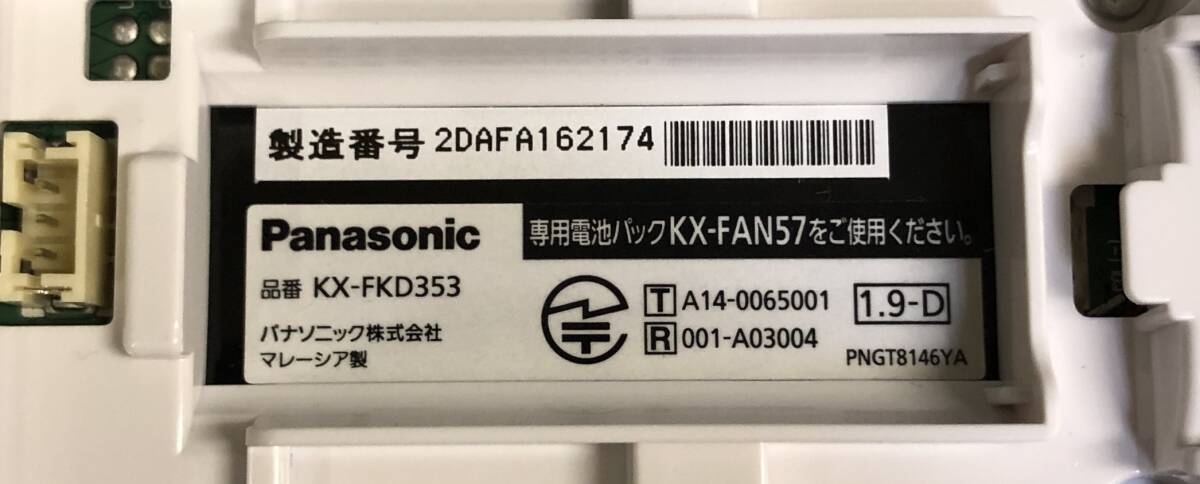 製造番号 2DAFA162174
Panasonic
専用電池パックKX-FAN57をご使用ください。
品番 KX-FKD353
パナソニック株式会社
マレーシア製
T A14-0065001
R 001-A03004
1.9-D
PNGT8146YA